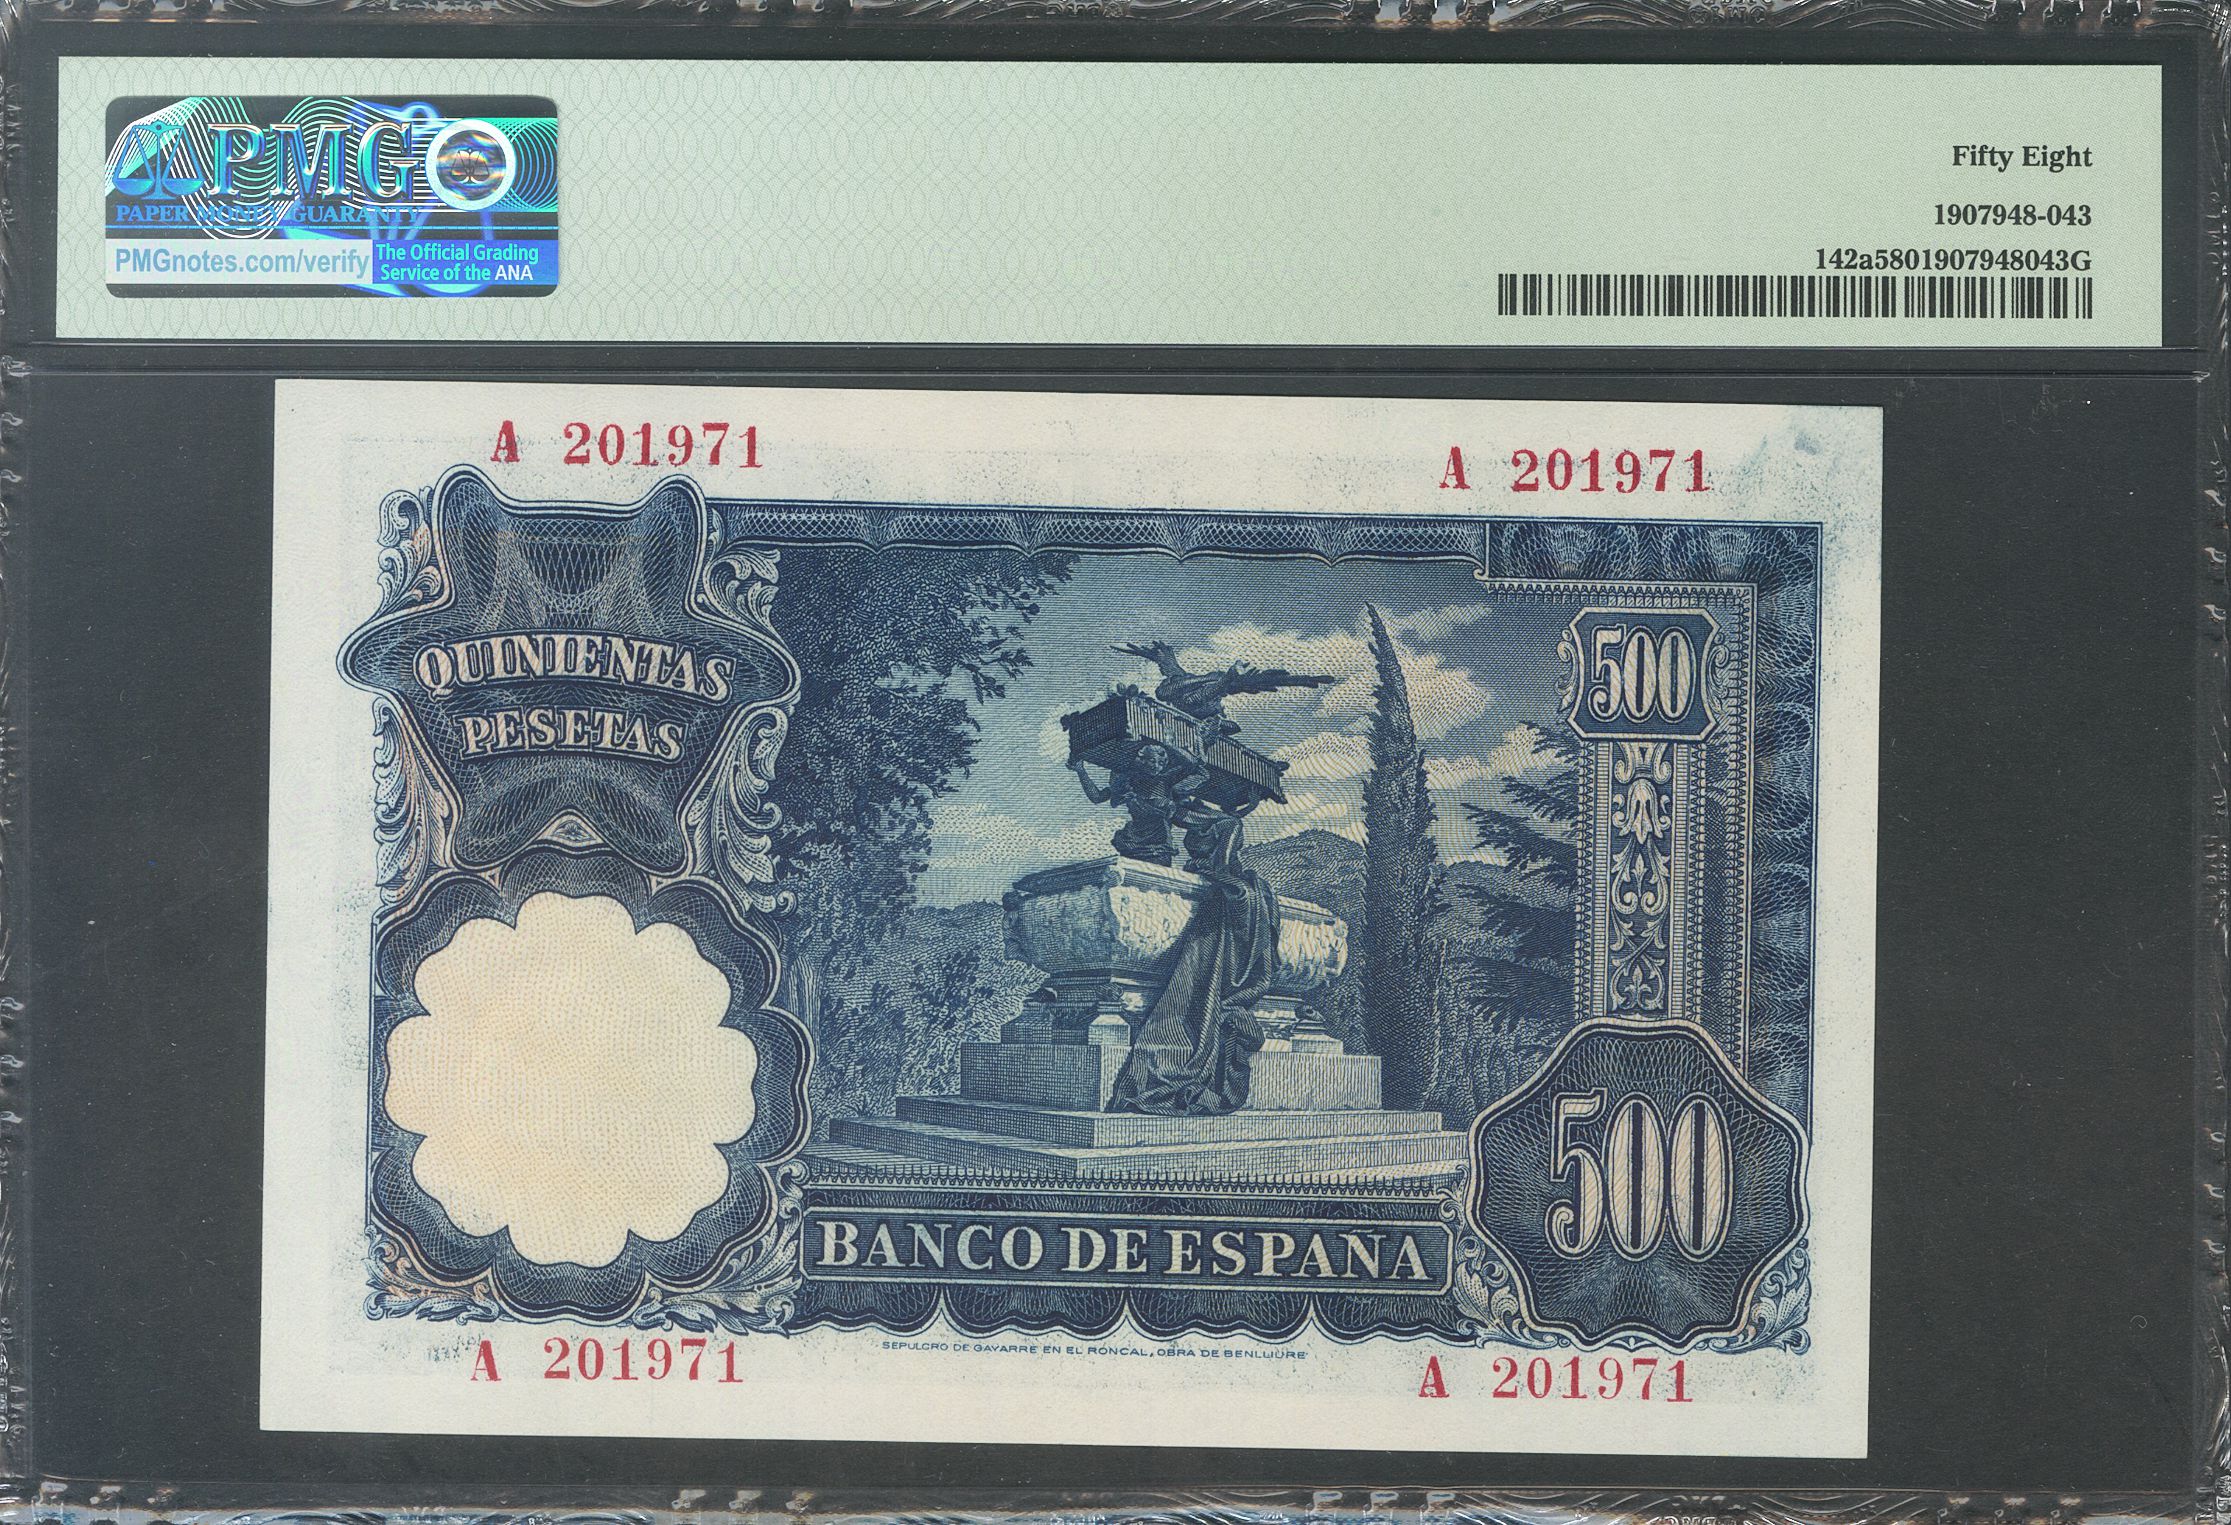 PMG
PAPER MONEY GUARANTY
PMGnotes.com/verify
The Official Grading
Service of the ANA
Fifty Eight
1907948-043
142a5801907948043G
A 201971
A 201971
QUINIENTAS
PESETAS
500
500
BANCO DE ESPAÑA
SEPULCRO DE GAYARRE EN EL RONCAL, OBRA DE BENLLIURE
A 201971
A 201971